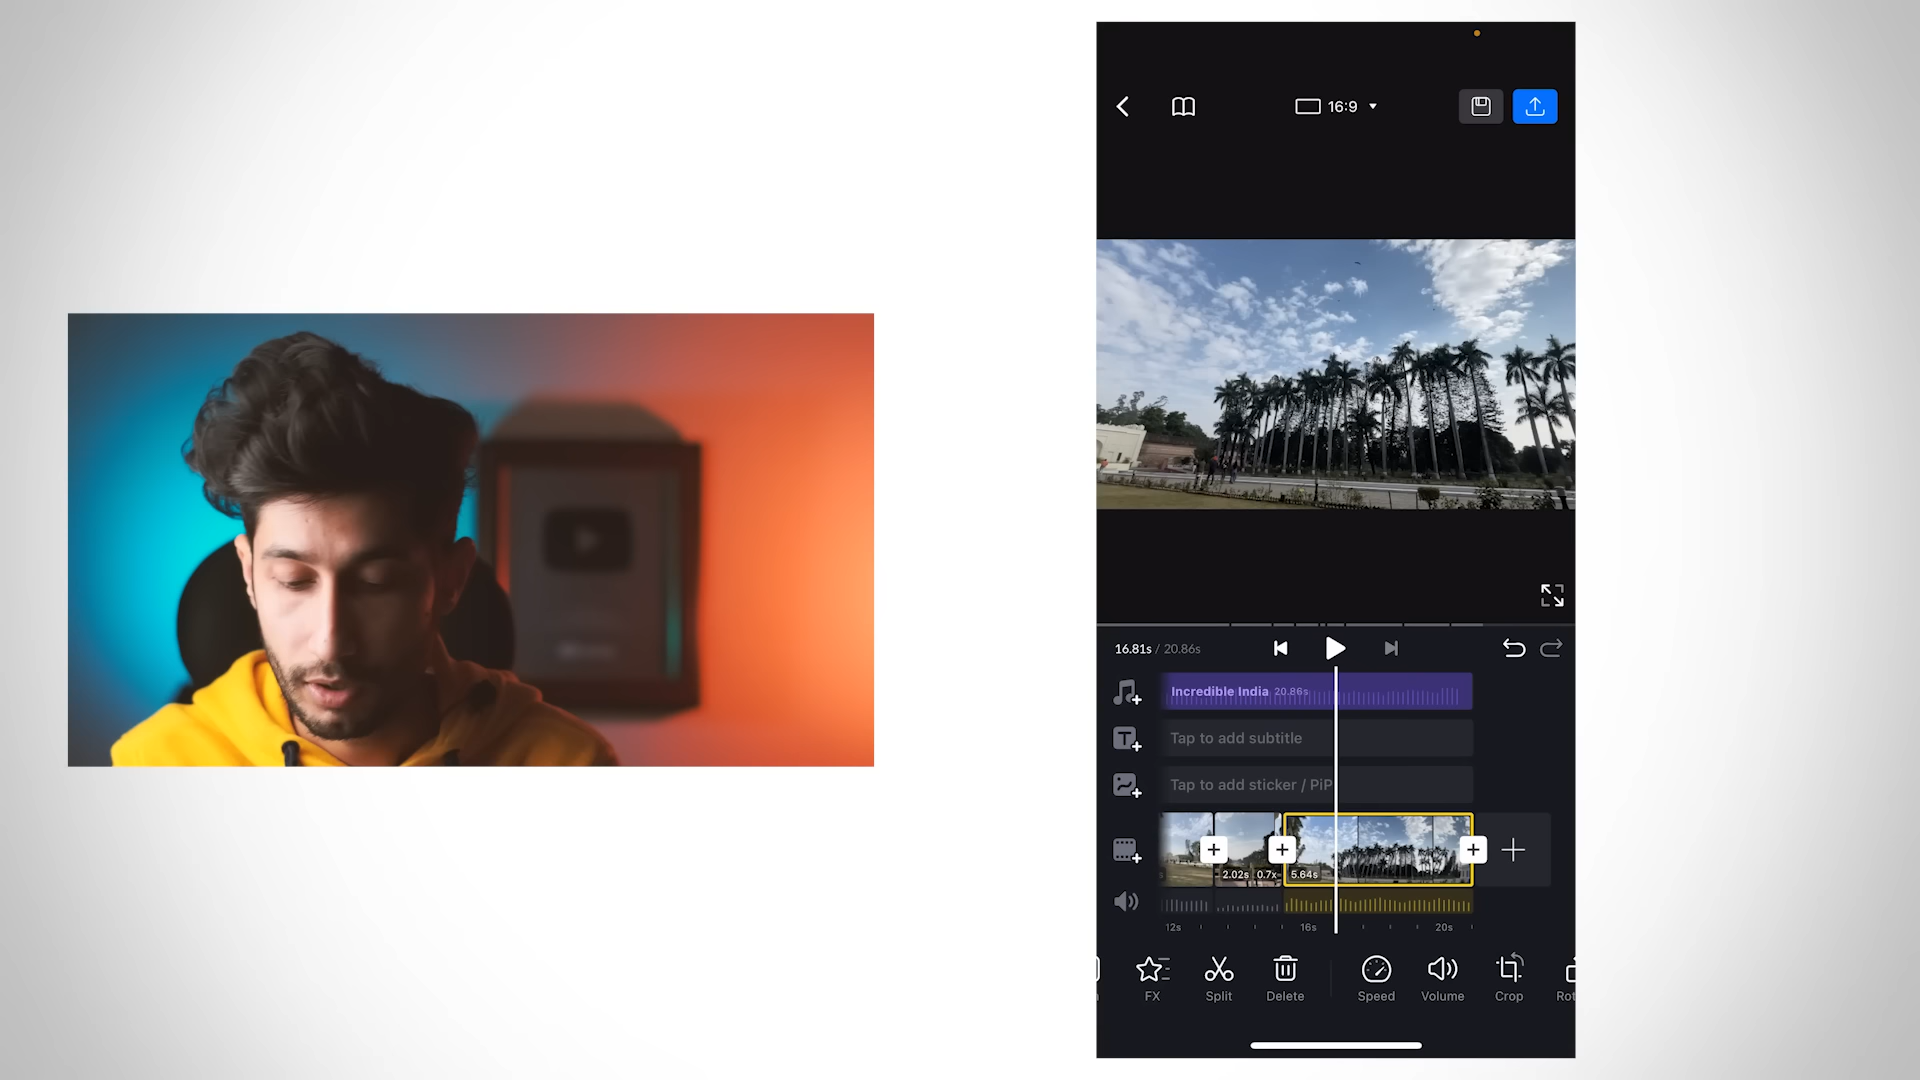 16:9
16.81s / 20.86s
Incredible India 20.86s
Tap to add subtitle
Tap to add sticker / PiP
2.02s 0.7x
5.64s
12s 16s 20s
FX Split Delete Speed Volume Crop